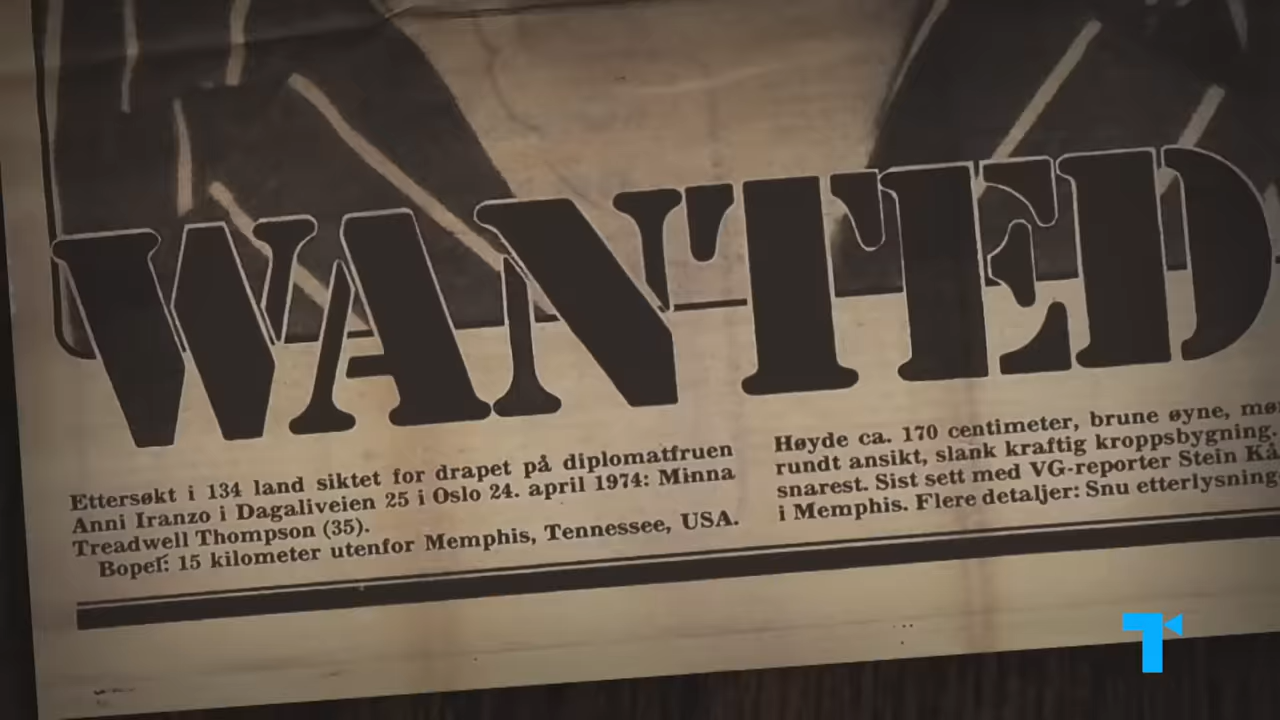 WANTED
Ettersøkt i 134 land siktet for drapet på diplomatfruen
Anni Iranzo i Dagaliveien 25 i Oslo 24. april 1974: Minna
Treadwell Thompson (35).
Bopel: 15 kilometer utenfor Memphis, Tennessee, USA.
Høyde ca. 170 centimeter, brune øyne,
rundt ansikt, slank kraftig kroppsbygning.
snarest. Sist sett med VG-reporter Stein
i Memphis. Flere detaljer: Snu etterlysning